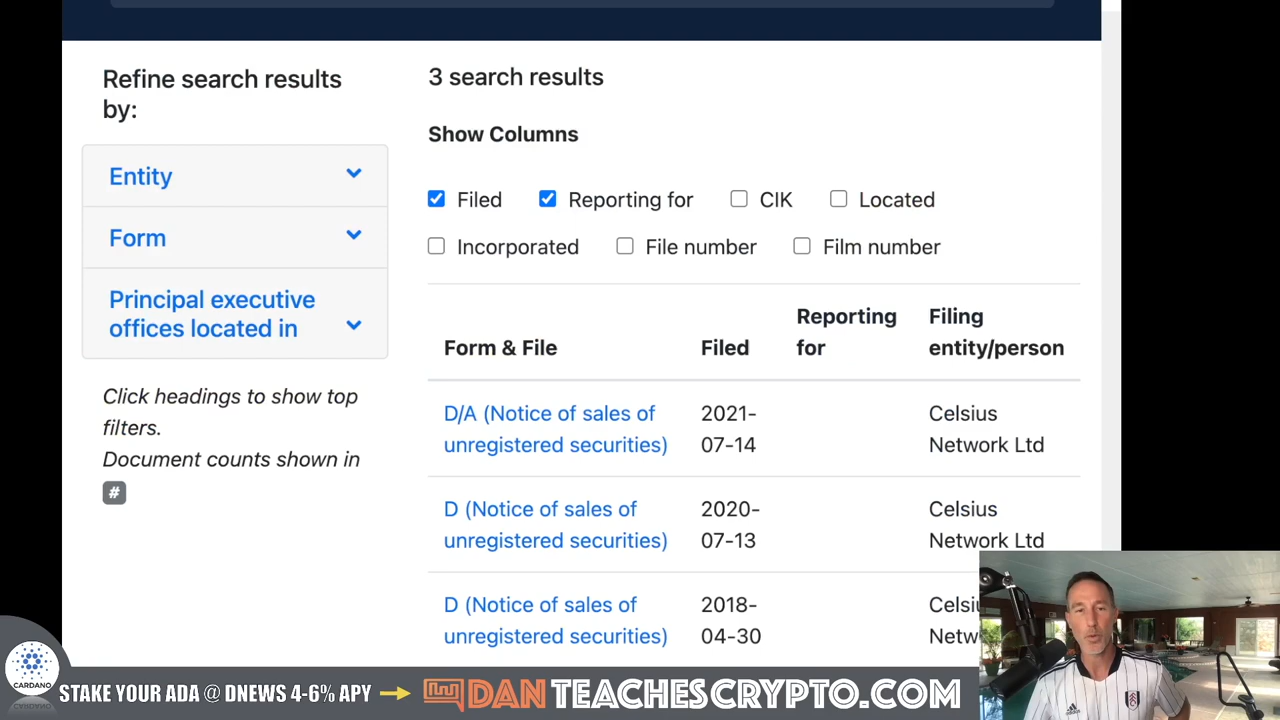 Refine search results
by:
Entity
Form
Principal executive
offices located in
Click headings to show top
filters.
Document counts shown in
#
3 search results
Show Columns
Filed Reporting for CIK Located
Incorporated File number Film number
Form & File Filed Reporting for Filing entity/person
D/A (Notice of sales of unregistered securities) 2021-07-14 Celsius Network Ltd
D (Notice of sales of unregistered securities) 2020-07-13 Celsius Network Ltd
D (Notice of sales of unregistered securities) 2018-04-30
CARDANO
STAKE YOUR ADA @ DNEWS 4-6% APY DAN TEACHESCRYPTO.COM